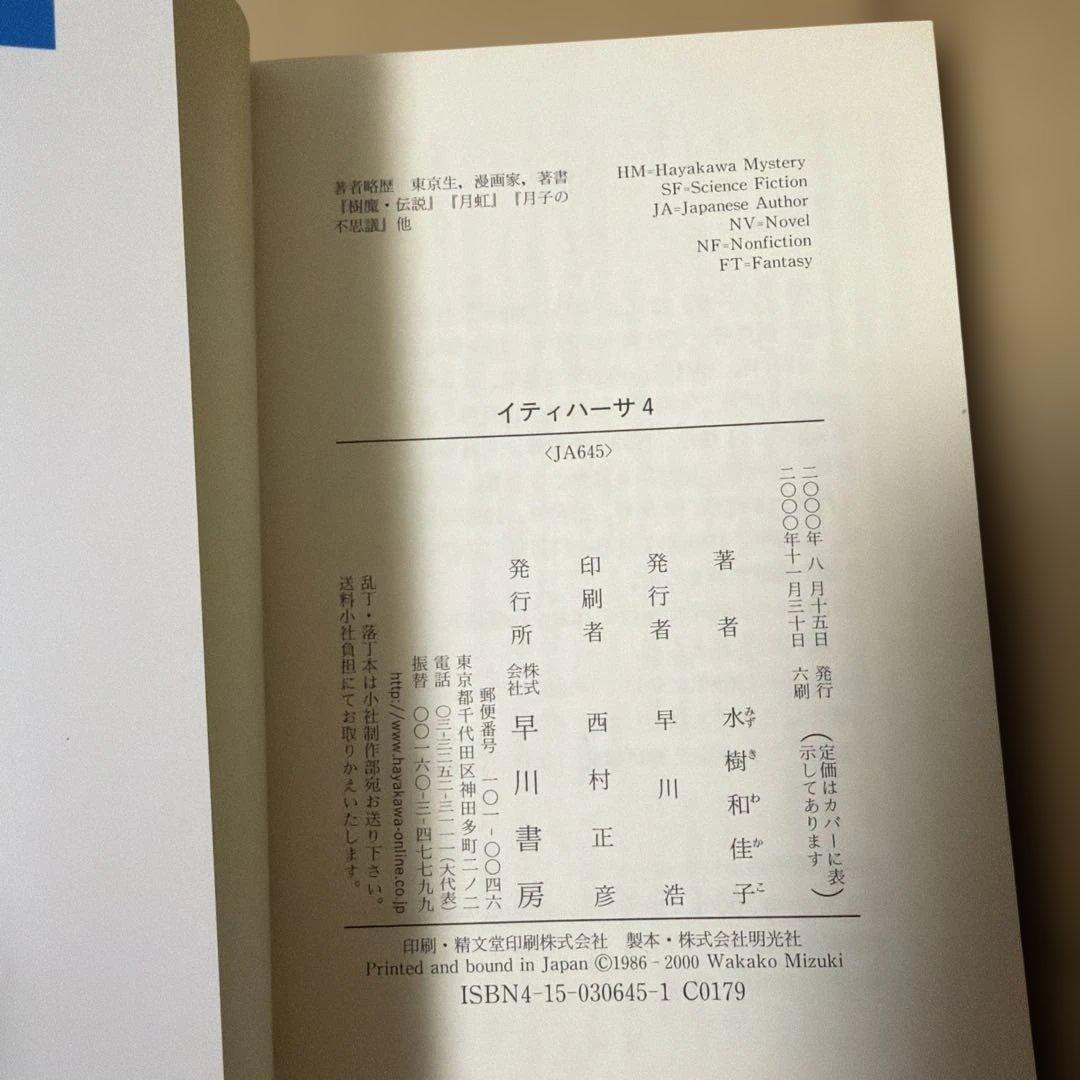 著者略歴　東京生，漫画家，著書
『樹魔・伝説』『月虹』『月子の
不思議』他
HM=Hayakawa Mystery
SF=Science Fiction
JA=Japanese Author
NV=Novel
NF=Nonfiction
FT=Fantasy
イティハーサ 4
〈JA645〉
二〇〇〇年　八　月十五日　発行
二〇〇〇年十一月三十日　六刷
（定価はカバーに表
示してあります）
著者　水樹和佳子
みずきわかこ
発行者　早川　浩
印刷者　西村正彦
発行所　株式会社　早川書房
郵便番号　一〇一-〇〇四六
東京都千代田区神田多町二ノ二
電話　〇三-三二五二-三一一一（大代表）
振替　〇〇一六〇-三-四七七九九
http://www.hayakawa-online.co.jp
乱丁・落丁本は小社制作部宛お送り下さい。
送料小社負担にてお取りかえいたします。
印刷・精文堂印刷株式会社　製本・株式会社明光社
Printed and bound in Japan ©1986－2000 Wakako Mizuki
ISBN4-15-030645-1 C0179